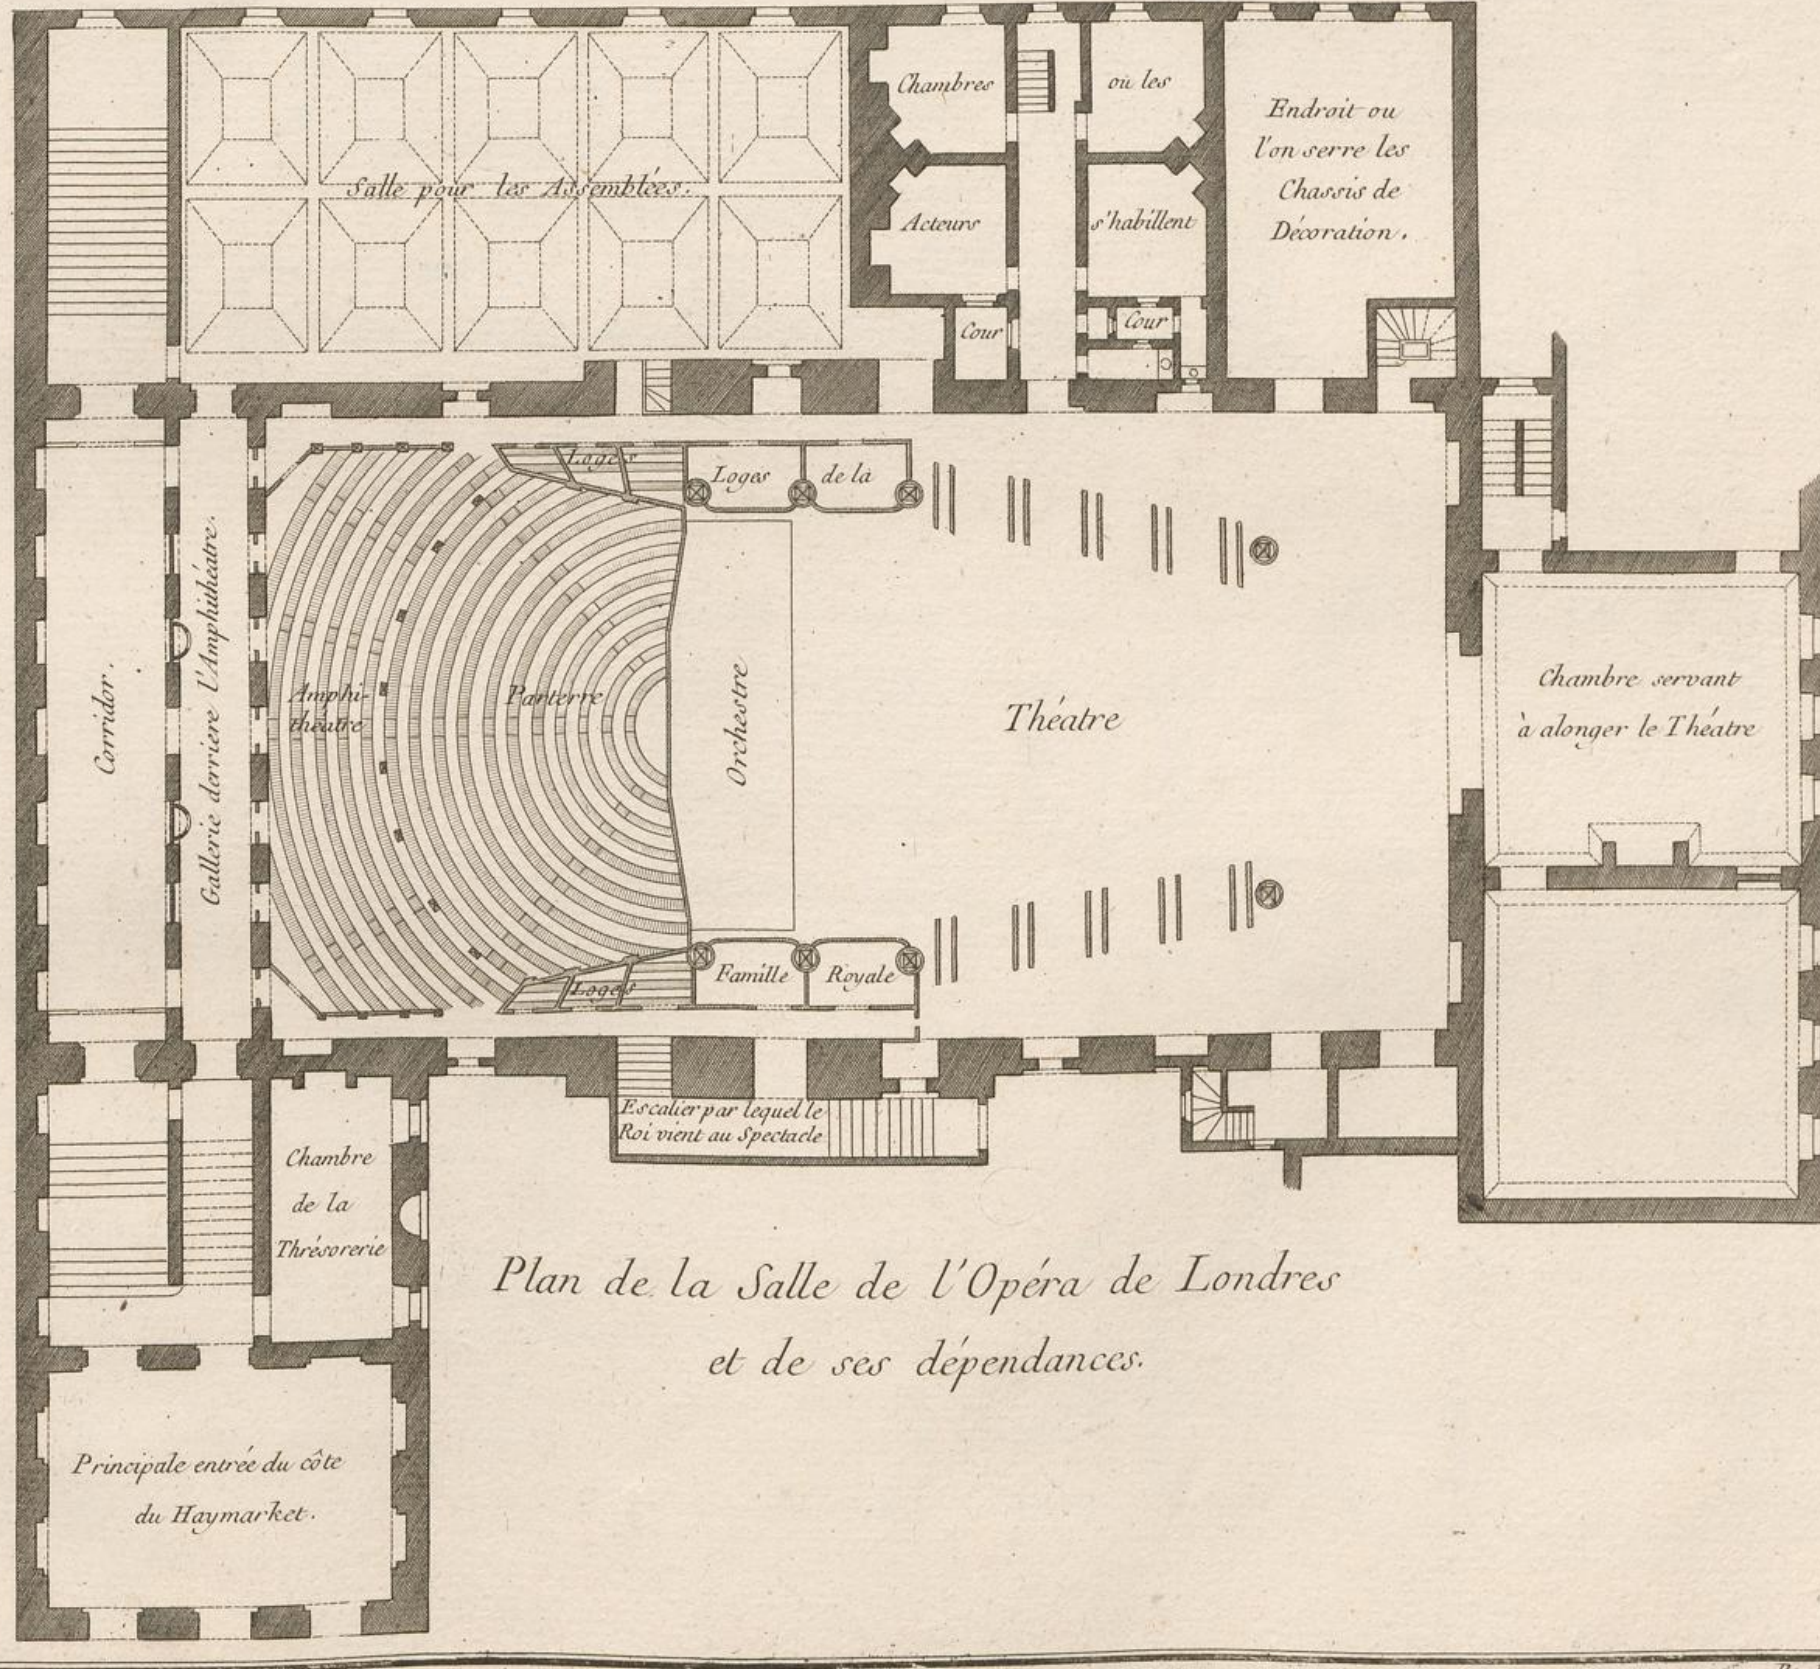 Chambres
où les
Acteurs
s'habillent
Endroit ou
l'on serre les
Chassis de
Décoration.
Salle pour les Assemblées.
Cour
Cour
Loges
Loges
de la
Corridor.
Gallerie derriere l'Amphithéatre.
Amphi-
théatre
Parterre
Orchestre
Théatre
Chambre servant
à alonger le Théatre
Loges
Famille
Royale
Escalier par lequel le
Roi vient au Spectacle
Chambre
de la
Thrésorerie
Plan de la Salle de l'Opéra de Londres
et de ses dépendances.
Principale entrée du côte
du Haymarket.